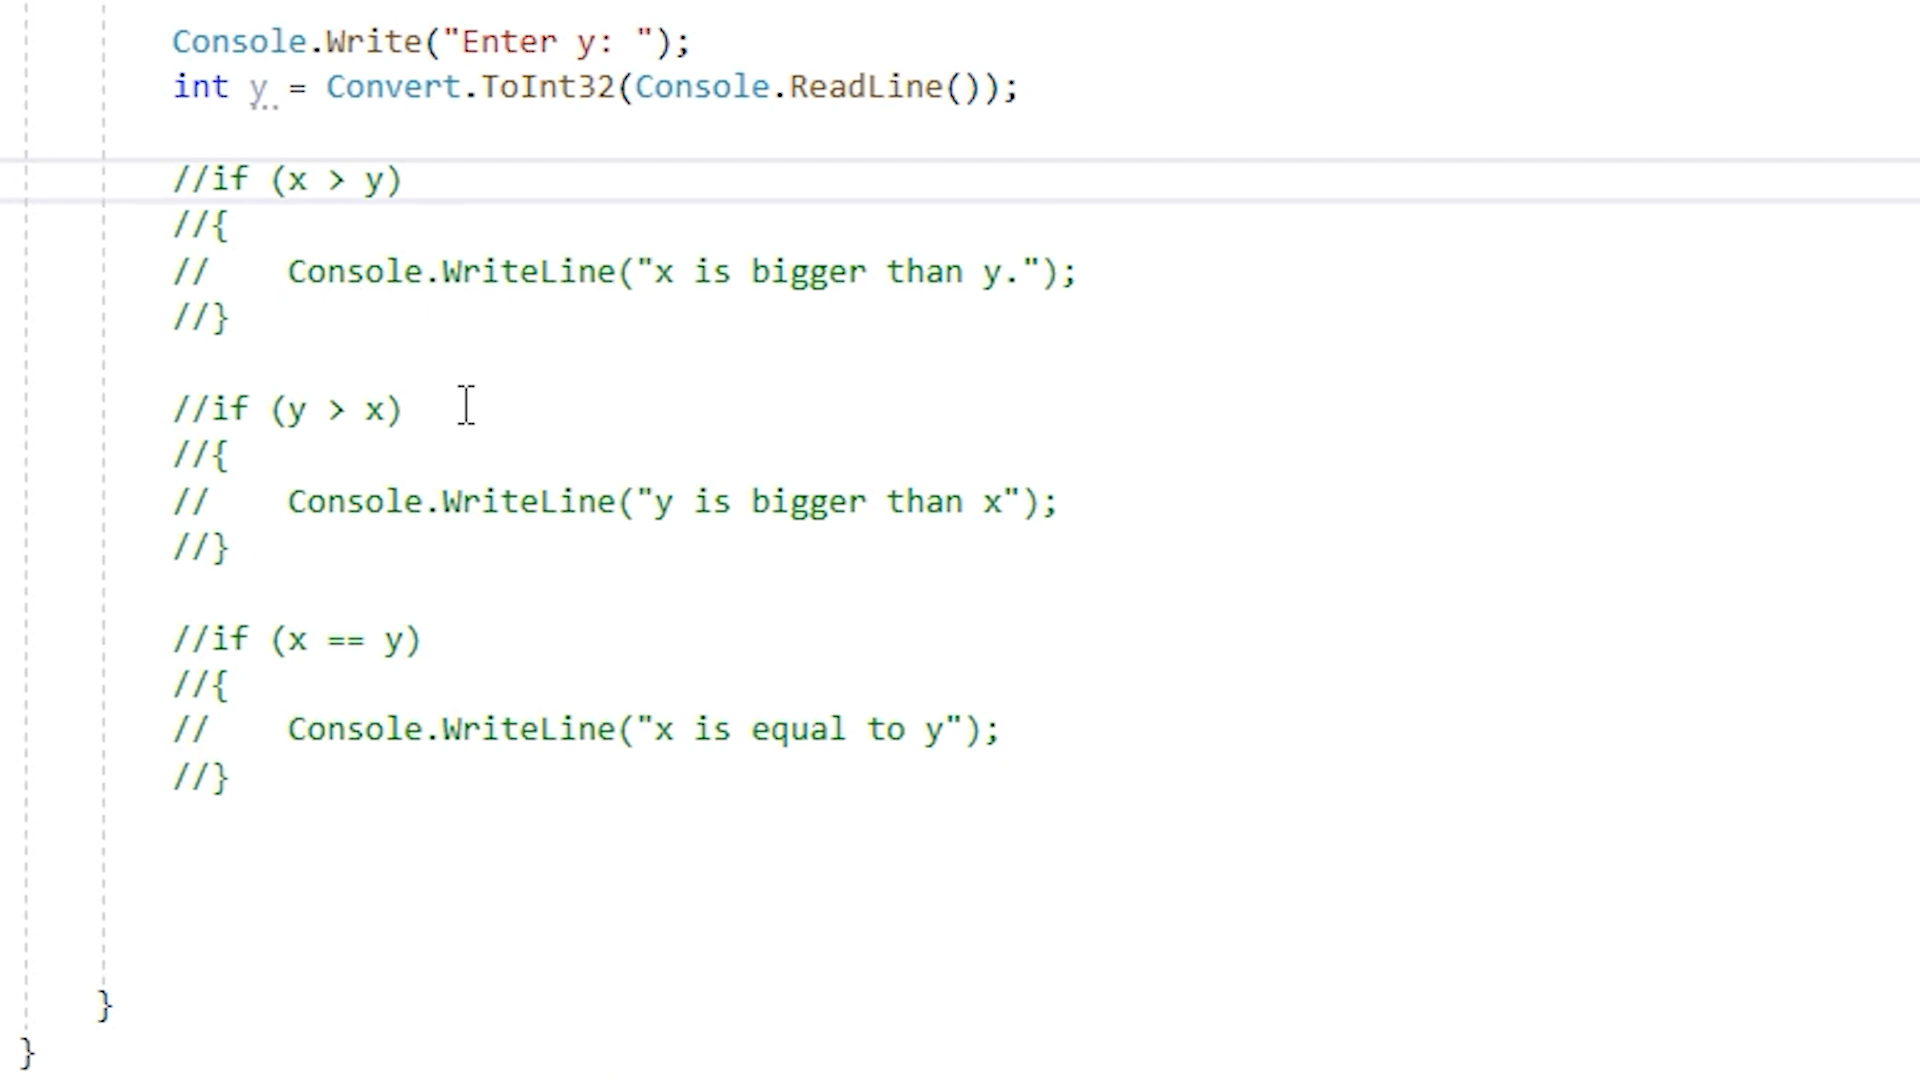 Console.Write("Enter y: ");
int y = Convert.ToInt32(Console.ReadLine());
//if (x > y)
//{
//    Console.WriteLine("x is bigger than y.");
//}
//if (y > x)
//{
//    Console.WriteLine("y is bigger than x");
//}
//if (x == y)
//{
//    Console.WriteLine("x is equal to y");
//}
}
}